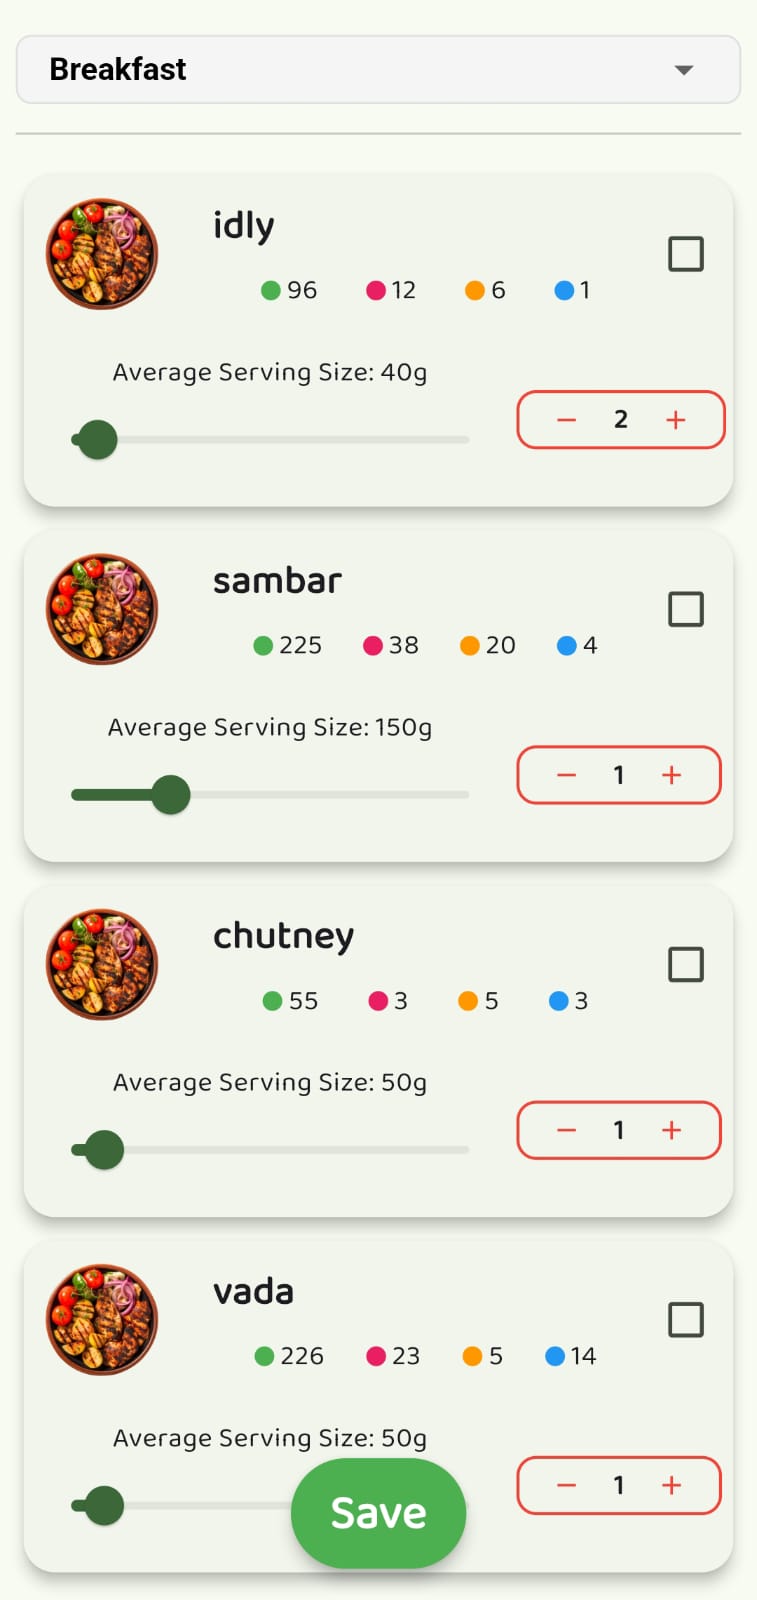 Breakfast
idly
96 12 6 1
Average Serving Size: 40g
− 2 +
sambar
225 38 20 4
Average Serving Size: 150g
− 1 +
chutney
55 3 5 3
Average Serving Size: 50g
− 1 +
vada
226 23 5 14
Average Serving Size: 50g
− 1 +
Save